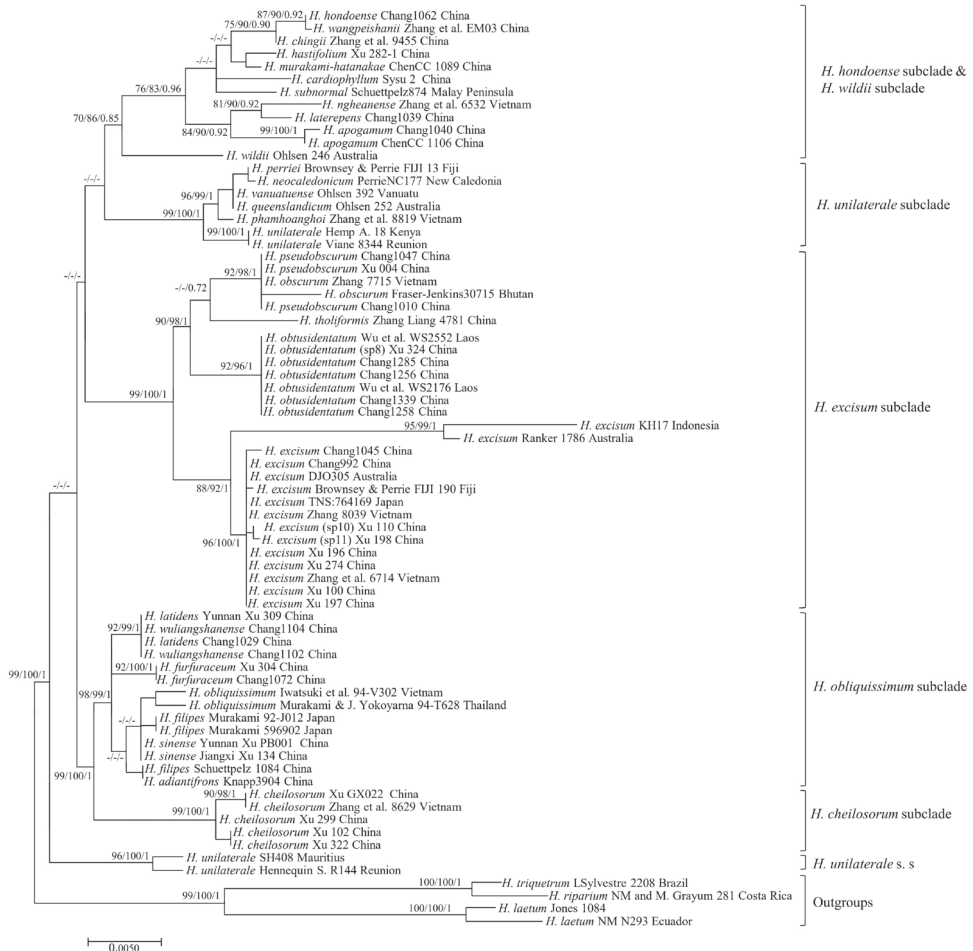 87/90/0.92
H. hondoense Chang1062 China
75/90/0.90
H. wangpeishanii Zhang et al. EM03 China
H. chingii Zhang et al. 9455 China
-/-/-
H. hastifolium Xu 282-1 China
H. murakami-hatanakae ChenCC 1089 China
H. cardiophyllum Sysu 2 China
76/83/0.96
H. subnormal Schuettpelz874 Malay Peninsula
81/90/0.92
H. ngheanense Zhang et al. 6532 Vietnam
H. laterepens Chang1039 China
70/86/0.85
84/90/0.92
99/100/1
H. apogamum Chang1040 China
H. apogamum ChenCC 1106 China
H. wildii Ohlsen 246 Australia
H. hondoense subclade &
H. wildii subclade
-/-/-
H. perriei Brownsey & Perrie FIJI 13 Fiji
H. neocaledonicum PerrieNC177 New Caledonia
96/99/1
H. vanuatuense Ohlsen 392 Vanuatu
H. queenslandicum Ohlsen 252 Australia
99/100/1
H. phamhoanghoi Zhang et al. 8819 Vietnam
99/100/1
H. unilaterale Hemp A. 18 Kenya
H. unilaterale Viane 8344 Reunion
H. unilaterale subclade
-/-/-
H. pseudobscurum Chang1047 China
92/98/1
H. pseudobscurum Xu 004 China
H. obscurum Zhang 7715 Vietnam
-/-/0.72
H. obscurum Fraser-Jenkins30715 Bhutan
H. pseudobscurum Chang1010 China
90/98/1
H. tholiformis Zhang Liang 4781 China
H. obtusidentatum Wu et al. WS2552 Laos
H. obtusidentatum (sp8) Xu 324 China
92/96/1
H. obtusidentatum Chang1285 China
H. obtusidentatum Chang1256 China
H. obtusidentatum Wu et al. WS2176 Laos
99/100/1
H. obtusidentatum Chang1339 China
H. obtusidentatum Chang1258 China
95/99/1
H. excisum KH17 Indonesia
H. excisum Ranker 1786 Australia
88/92/1
H. excisum Chang1045 China
H. excisum Chang992 China
H. excisum DJO305 Australia
H. excisum Brownsey & Perrie FIJI 190 Fiji
H. excisum TNS:764169 Japan
H. excisum Zhang 8039 Vietnam
H. excisum (sp10) Xu 110 China
96/100/1
H. excisum (sp11) Xu 198 China
H. excisum Xu 196 China
H. excisum Xu 274 China
H. excisum Zhang et al. 6714 Vietnam
H. excisum Xu 100 China
H. excisum Xu 197 China
H. excisum subclade
-/-/-
H. latidens Yunnan Xu 309 China
92/99/1
H. wuliangshanense Chang1104 China
H. latidens Chang1029 China
H. wuliangshanense Chang1102 China
92/100/1
H. furfuraceum Xu 304 China
H. furfuraceum Chang1072 China
99/100/1
98/99/1
H. obliquissimum Iwatsuki et al. 94-V302 Vietnam
H. obliquissimum Murakami & J. Yokoyarna 94-T628 Thailand
-/-/-
H. filipes Murakami 92-J012 Japan
H. filipes Murakami 596902 Japan
H. sinense Yunnan Xu PB001 China
-/-/-
H. sinense Jiangxi Xu 134 China
H. filipes Schuettpelz 1084 China
H. adiantifrons Knapp3904 China
H. obliquissimum subclade
99/100/1
90/98/1
H. cheilosorum Xu GX022 China
H. cheilosorum Zhang et al. 8629 Vietnam
99/100/1
H. cheilosorum Xu 299 China
H. cheilosorum Xu 102 China
H. cheilosorum Xu 322 China
H. cheilosorum subclade
96/100/1
H. unilaterale SH408 Mauritius
H. unilaterale Hennequin S. R144 Reunion
H. unilaterale s. s
99/100/1
100/100/1
H. triquetrum LSylvestre 2208 Brazil
H. riparium NM and M. Grayum 281 Costa Rica
100/100/1
H. laetum Jones 1084
H. laetum NM N293 Ecuador
Outgroups
0.0050